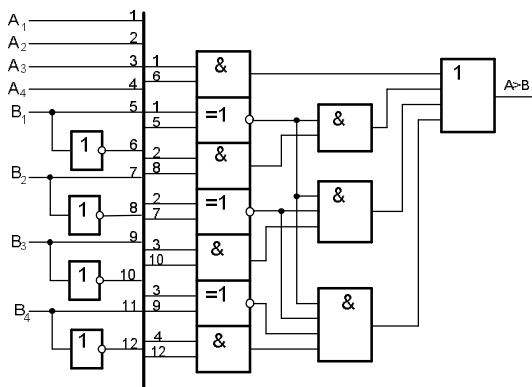 A1 1
A2 2
A3 3 1 & 1
A4 4 6
B1 5 1 =1 A>B
5 &
1 6 2 &
8
B2 7 2 =1 &
1 8 7
B3 9 3 &
1 10 10
3 =1 &
B4 11 9
1 12 4 &
12